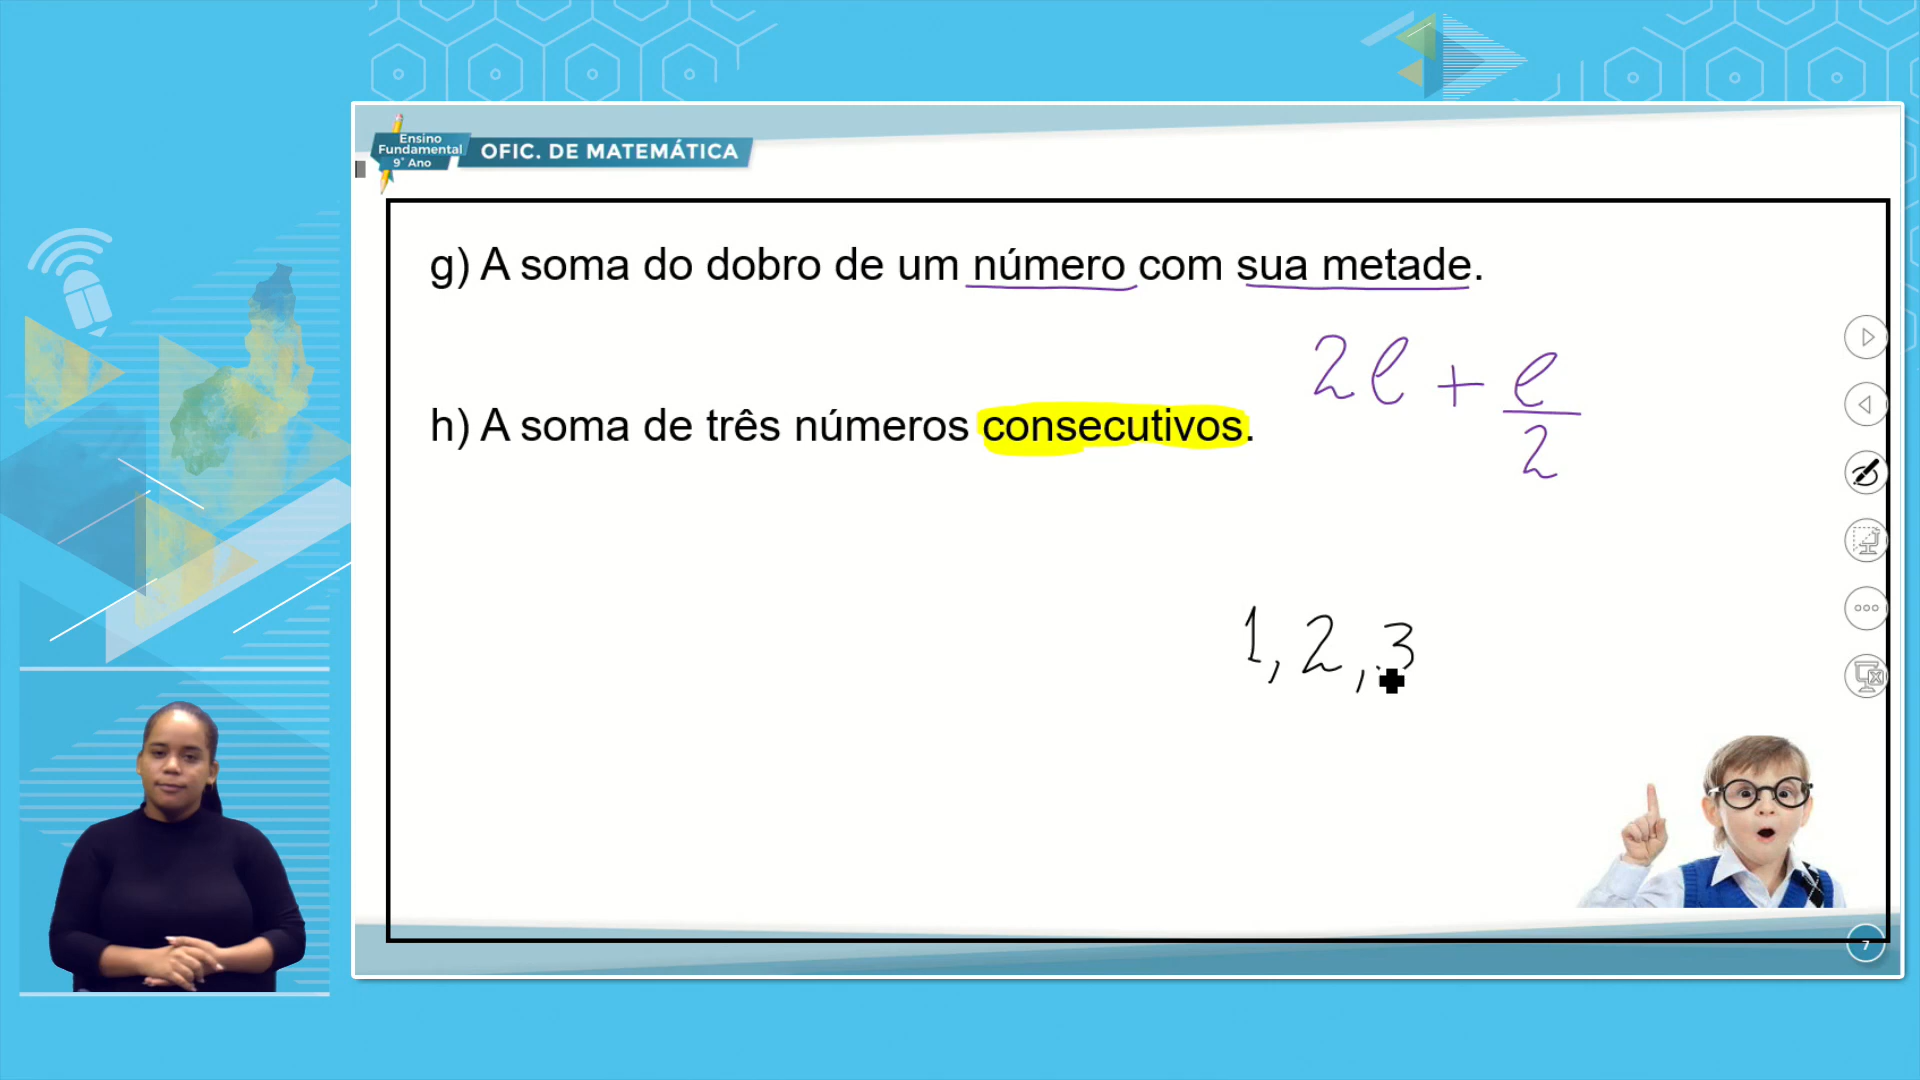 Ensino
Fundamental
9° Ano
OFIC. DE MATEMÁTICA
g) A soma do dobro de um número com sua metade.
2l + l/2
h) A soma de três números consecutivos.
1, 2, 3
7